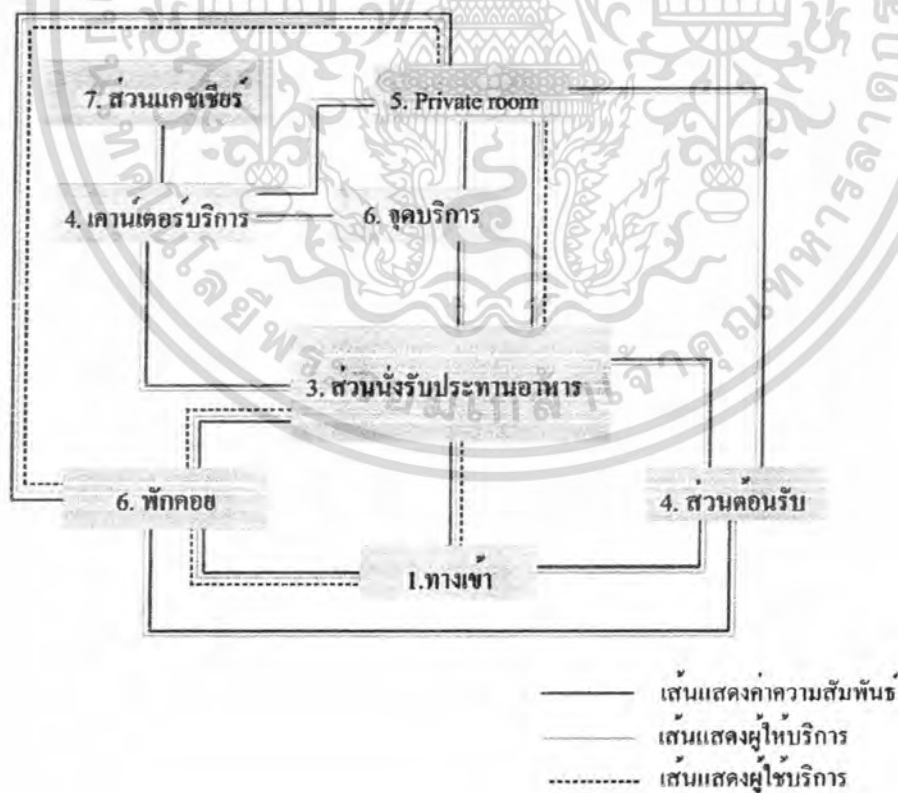 7. ส่วนแคชเชียร์
5. Private room
4. เคาน์เตอร์บริการ
6. จุดบริการ
3. ส่วนนั่งรับประทานอาหาร
6. พักคอย
4. ส่วนต้อนรับ
1.ทางเข้า
เส้นแสดงค่าความสัมพันธ์
เส้นแสดงผู้ให้บริการ
เส้นแสดงผู้ใช้บริการ